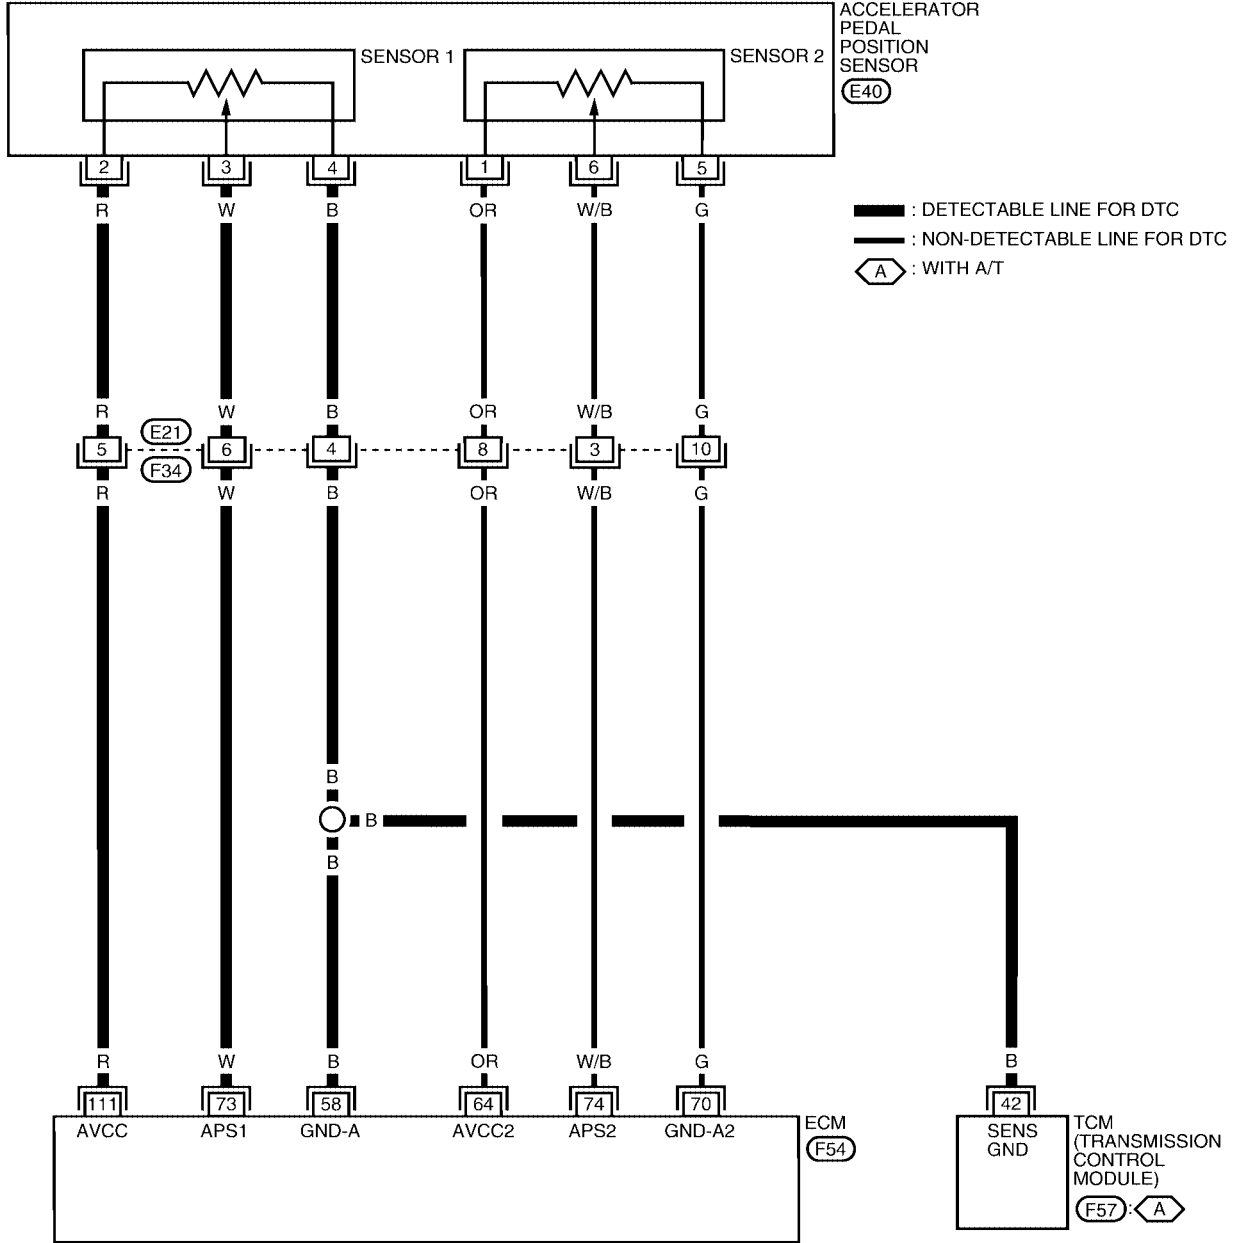 ACCELERATOR
PEDAL
POSITION
SENSOR
E40
SENSOR 1
SENSOR 2
2 3 4 1 6 5
R W B OR W/B G
: DETECTABLE LINE FOR DTC
: NON-DETECTABLE LINE FOR DTC
A : WITH A/T
R W B OR W/B G
E21
5 6 4 8 3 10
F34
R W B OR W/B G
B
B
B
R W B OR W/B G B
111 73 58 64 74 70 42
AVCC APS1 GND-A AVCC2 APS2 GND-A2
ECM
F54
SENS
GND
TCM
(TRANSMISSION
CONTROL
MODULE)
F57 : A